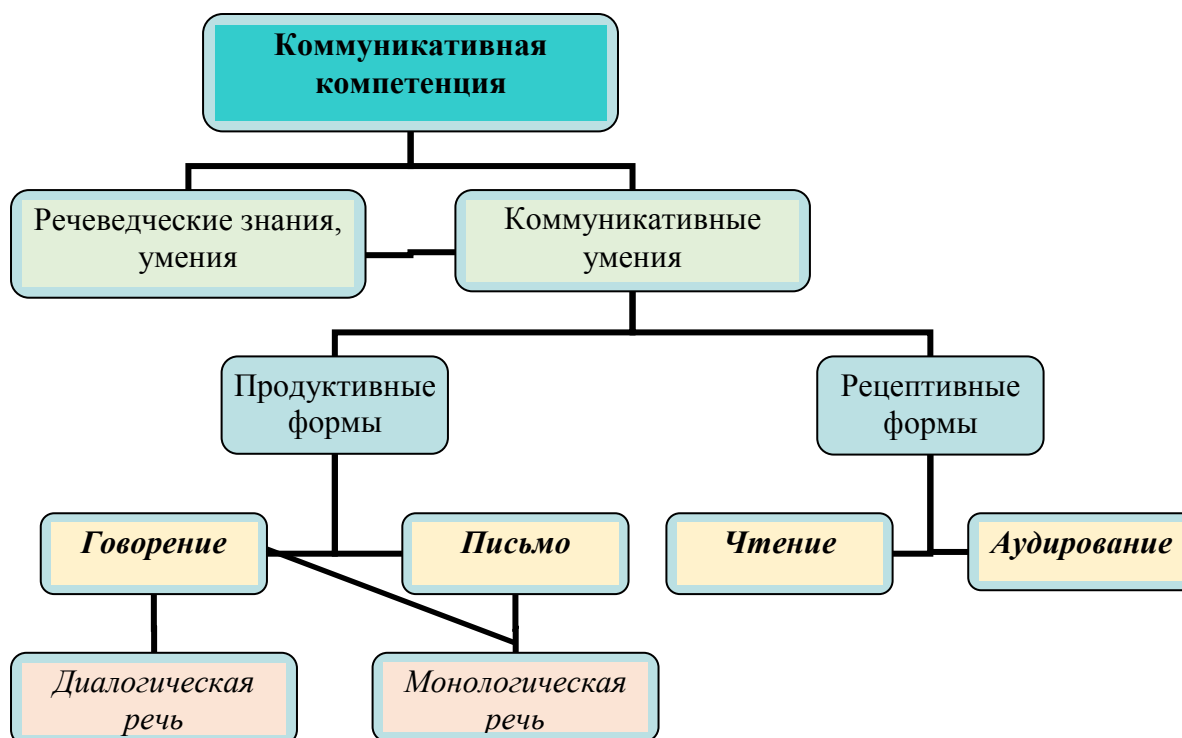 Коммуникативная
компетенция
Речеведческие знания,
умения
Коммуникативные
умения
Продуктивные
формы
Рецептивные
формы
Говорение
Письмо
Чтение
Аудирование
Диалогическая
речь
Монологическая
речь